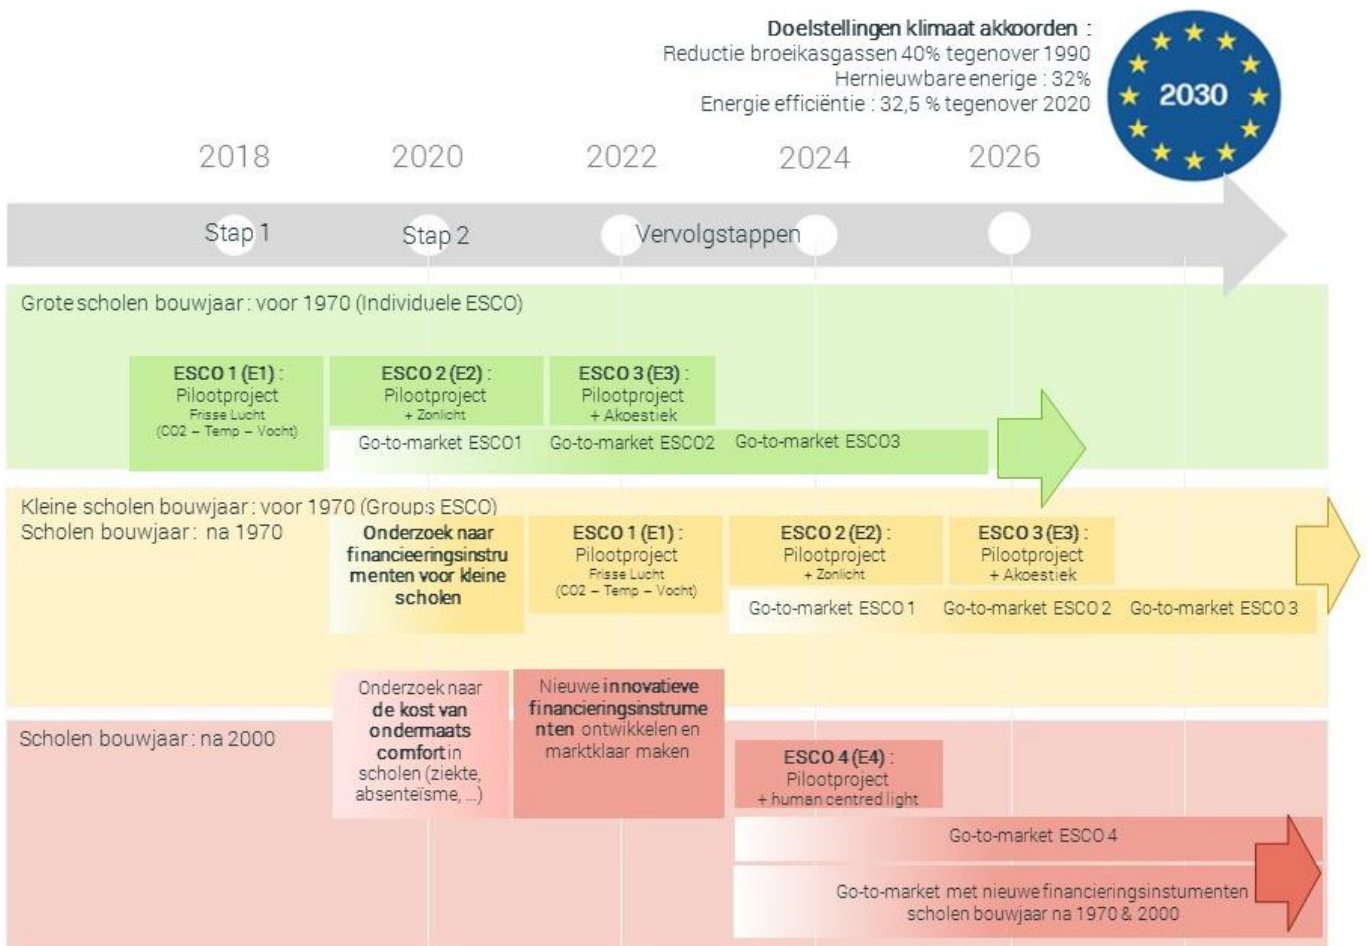 Doelstellingen klimaat akkoorden :
Reductie broeikasgassen 40% tegenover 1990
Hernieuwbare enerige : 32%
Energie efficiëntie : 32,5 % tegenover 2020
2030
2018
2020
2022
2024
2026
Stap 1
Stap 2
Vervolgstappen
Grote scholen bouwjaar : voor 1970 (Individuele ESCO)
ESCO 1 (E1) :
Pilootproject
Frisse Lucht
(CO2 – Temp – Vocht)
ESCO 2 (E2) :
Pilootproject
+ Zonlicht
ESCO 3 (E3) :
Pilootproject
+ Akoestiek
Go-to-market ESCO1
Go-to-market ESCO2
Go-to-market ESCO3
Kleine scholen bouwjaar : voor 1970 (Groups ESCO)
Scholen bouwjaar : na 1970
Onderzoek naar
financieeringsinstru
menten voor kleine
scholen
ESCO 1 (E1) :
Pilootproject
Frisse Lucht
(CO2 – Temp – Vocht)
ESCO 2 (E2) :
Pilootproject
+ Zonlicht
ESCO 3 (E3) :
Pilootproject
+ Akoestiek
Go-to-market ESCO 1
Go-to-market ESCO 2
Go-to-market ESCO 3
Onderzoek naar
de kost van
ondermaats
comfort in
scholen (ziekte,
absenteïsme, ...)
Nieuwe innovatieve
financieringsinstrume
nten ontwikkelen en
marktklaar maken
Scholen bouwjaar : na 2000
ESCO 4 (E4) :
Pilootproject
+ human centred light
Go-to-market ESCO 4
Go-to-market met nieuwe financieringsinstumenten
scholen bouwjaar na 1970 & 2000